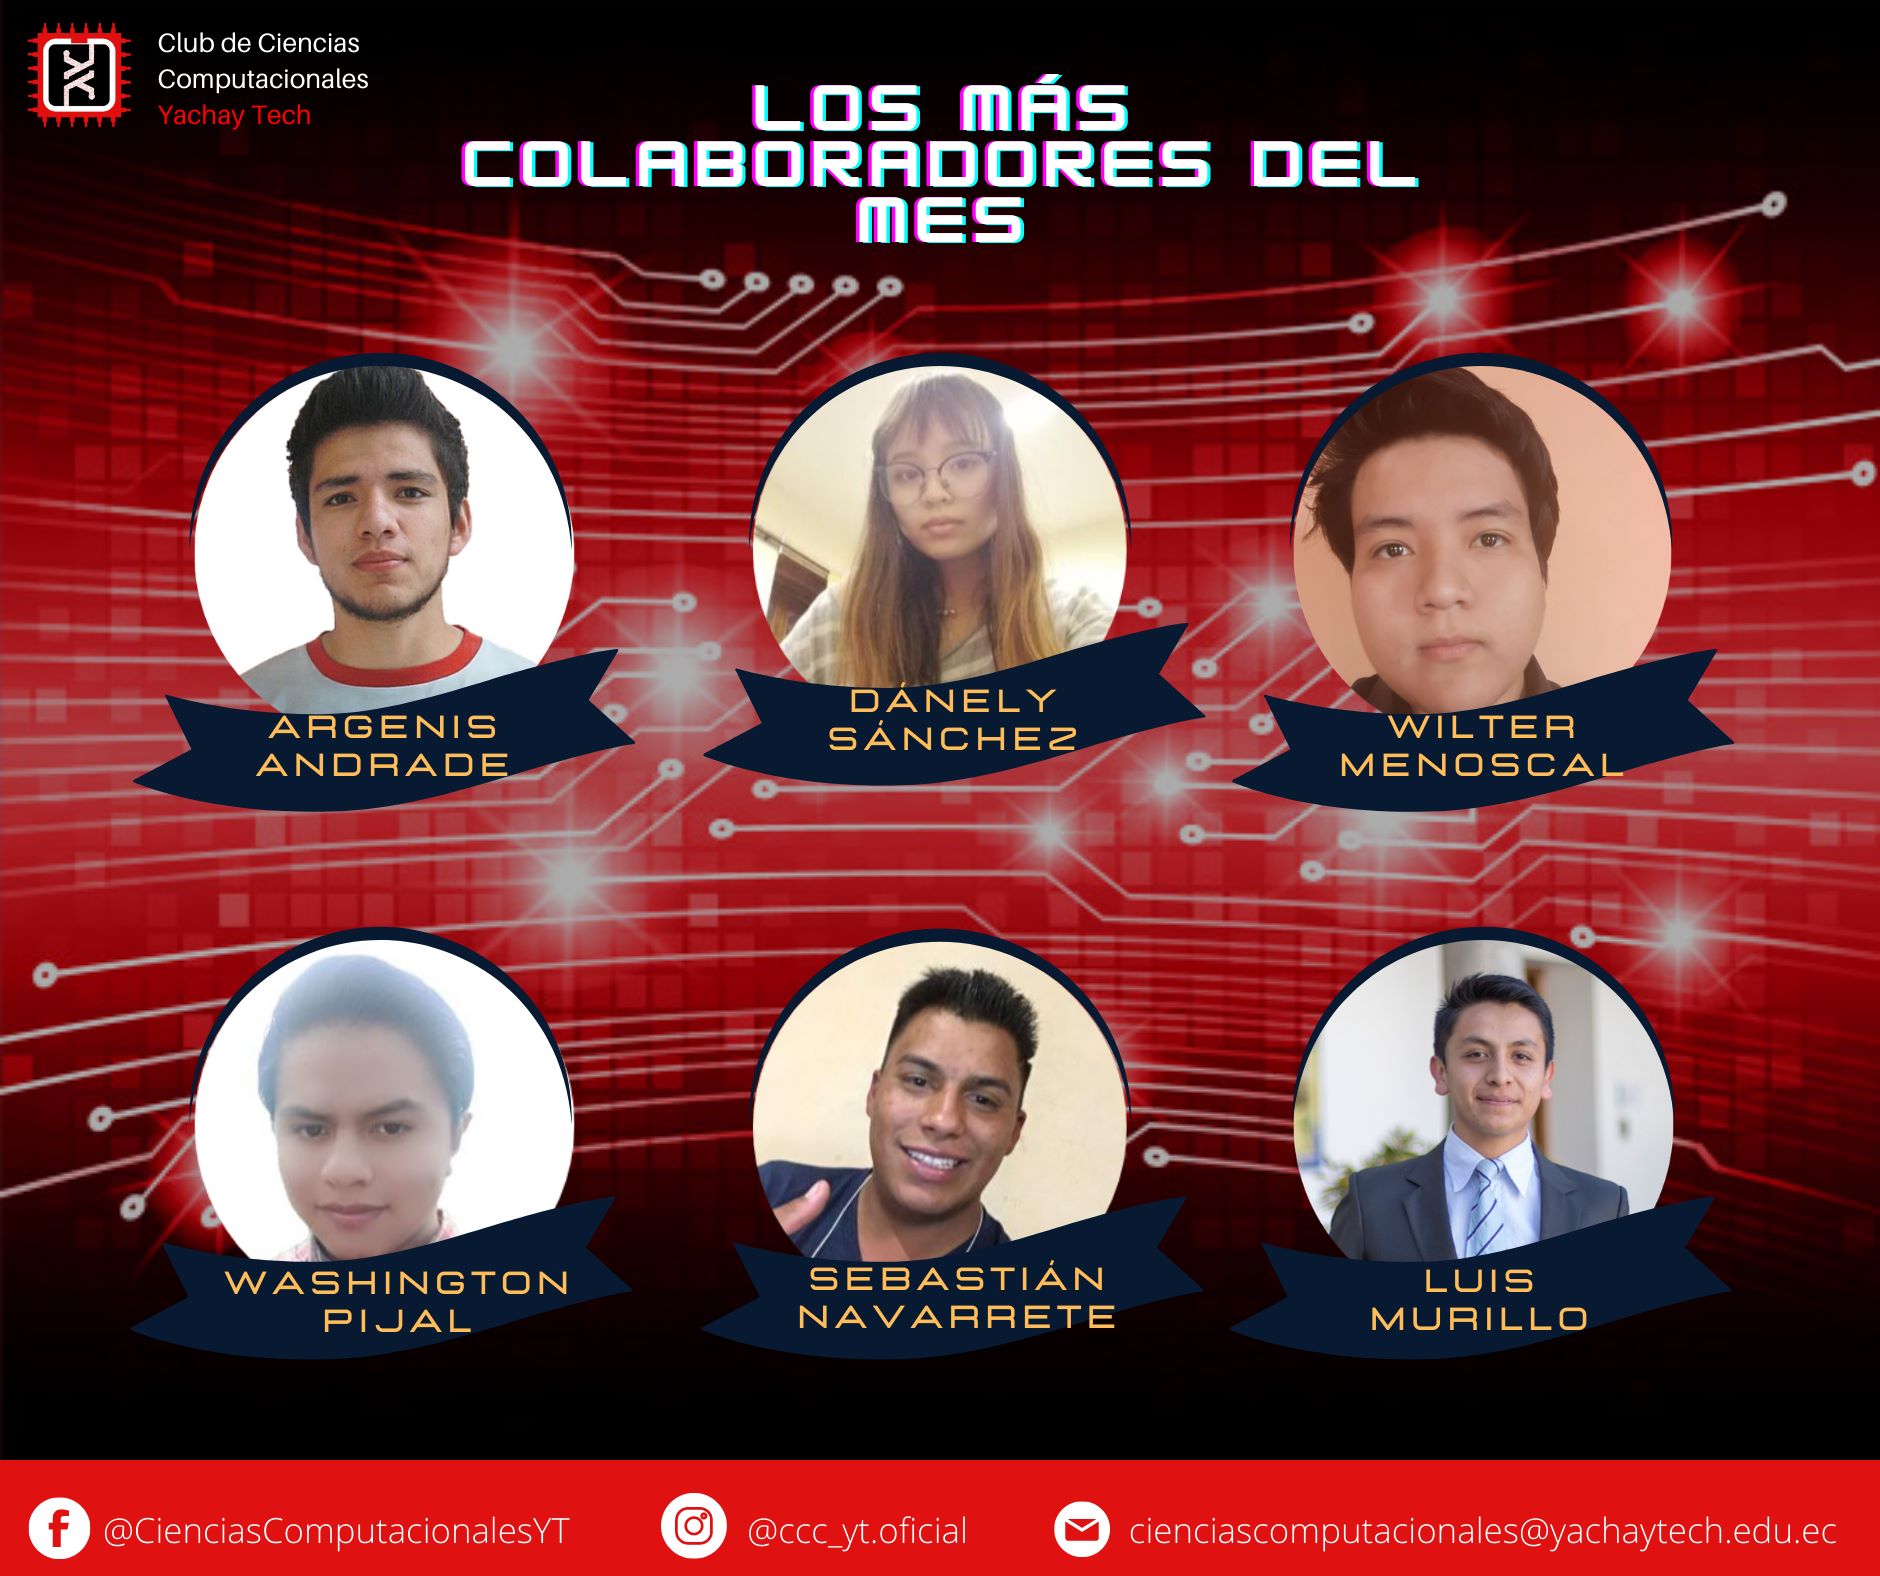 Club de Ciencias
Computacionales
Yachay Tech
LOS MÁS
COLABORADORES DEL
MES
ARGENIS
ANDRADE
DÁNELY
SÁNCHEZ
WILTER
MENOSCAL
WASHINGTON
PIJAL
SEBASTIÁN
NAVARRETE
LUIS
MURILLO
@CienciasComputacionalesYT
@ccc_yt.oficial
cienciascomputacionales@yachaytech.edu.ec